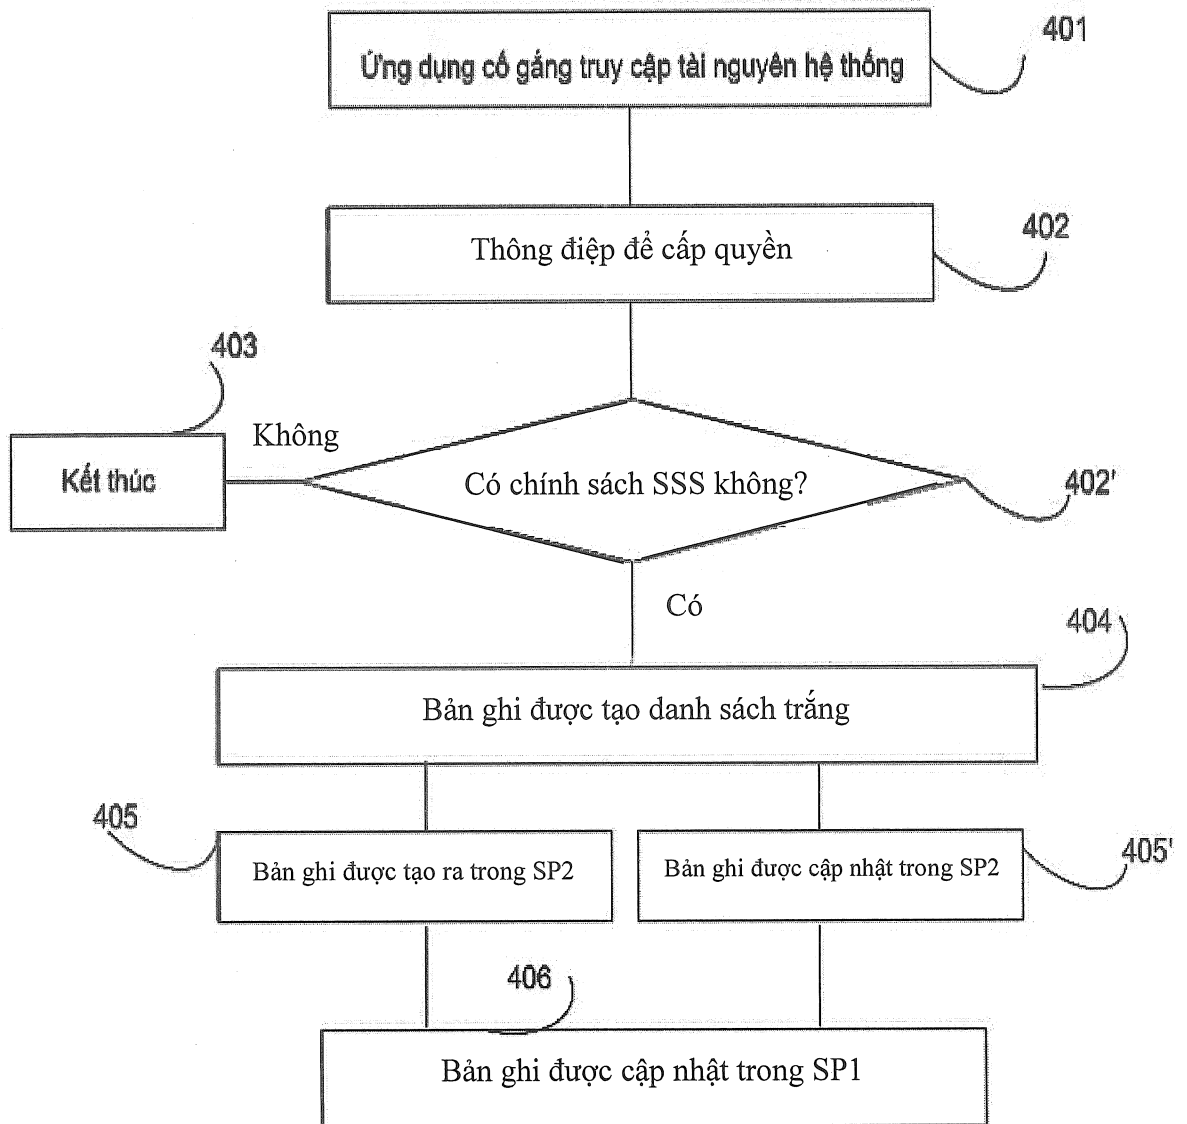 401
Ứng dụng cố gắng truy cập tài nguyên hệ thống
402
Thông điệp để cấp quyền
403
Không
Kết thúc
Có chính sách SSS không?
402'
Có
404
Bản ghi được tạo danh sách trắng
405
Bản ghi được tạo ra trong SP2
Bản ghi được cập nhật trong SP2
405'
406
Bản ghi được cập nhật trong SP1